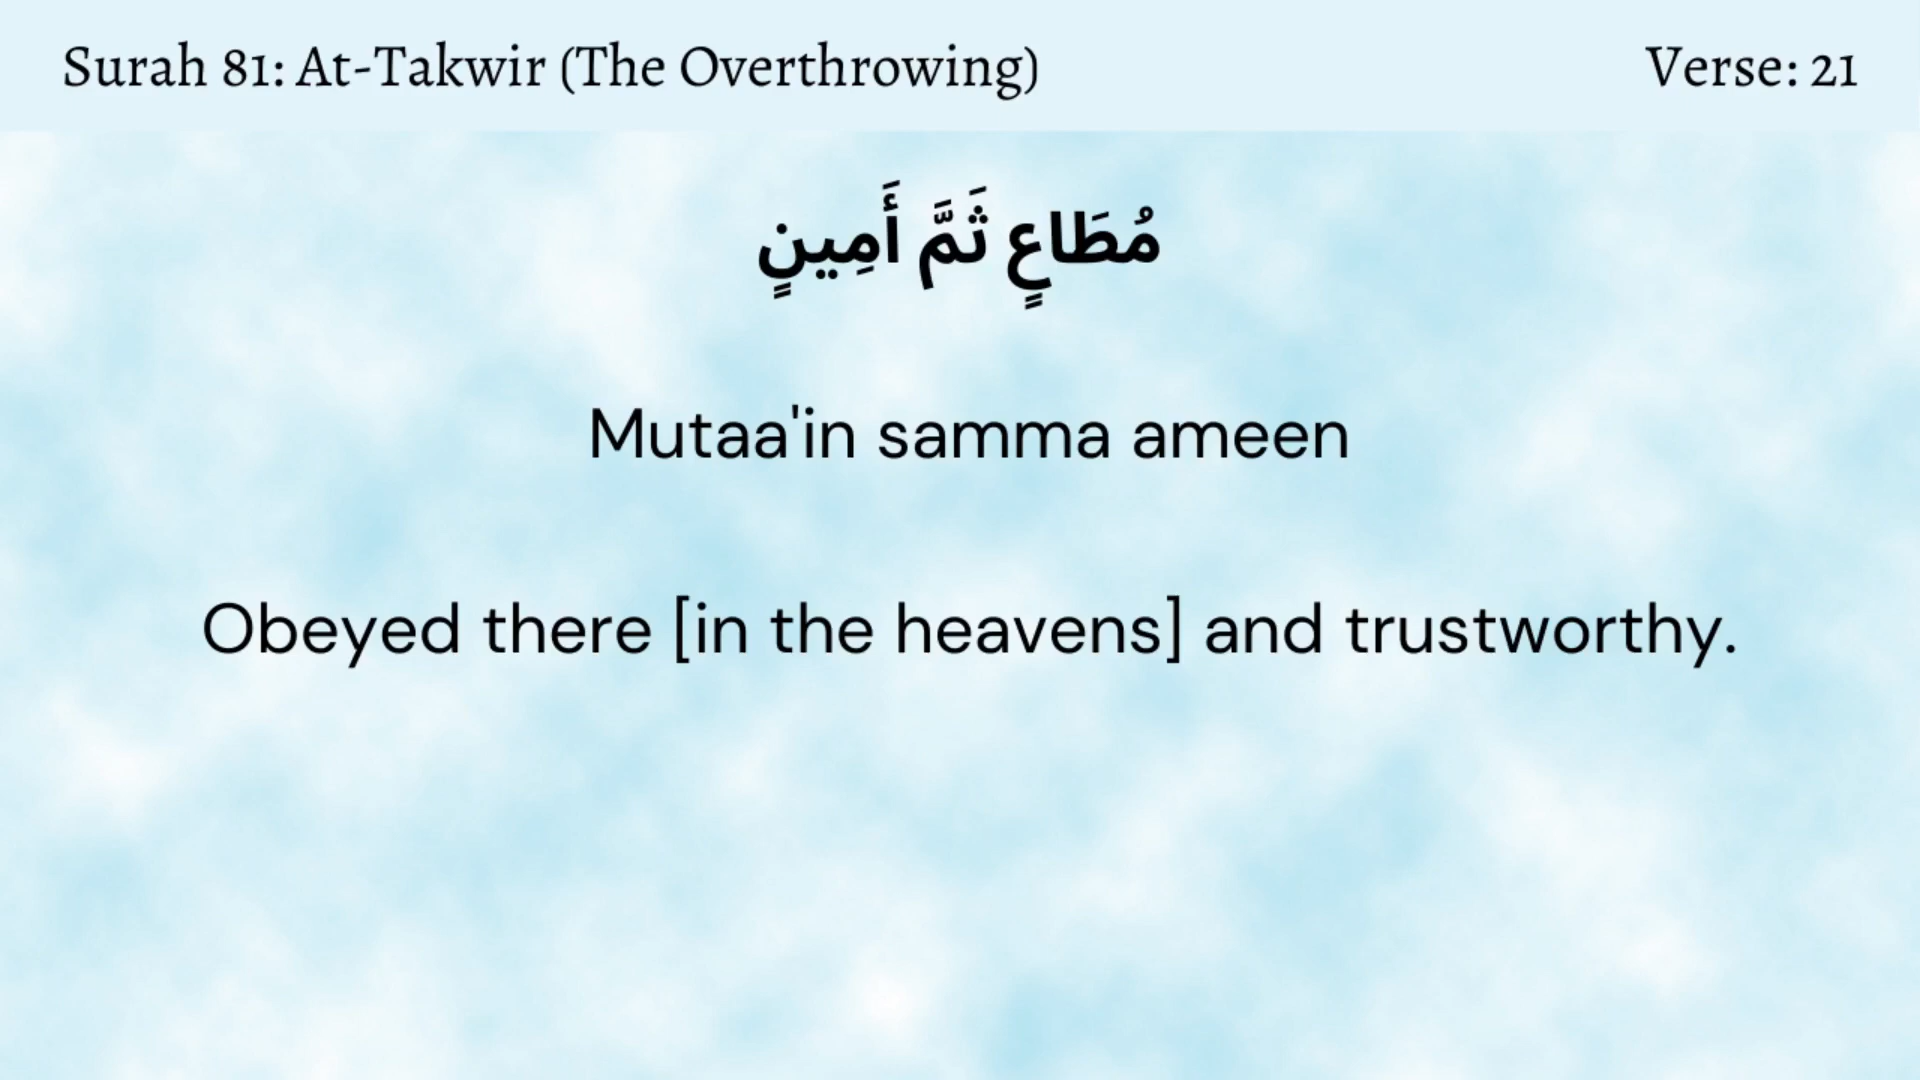 Surah 81: At-Takwir (The Overthrowing)
Verse: 21
مُطَاعٍ ثَمَّ أَمِينٍ
Mutaa'in samma ameen
Obeyed there [in the heavens] and trustworthy.